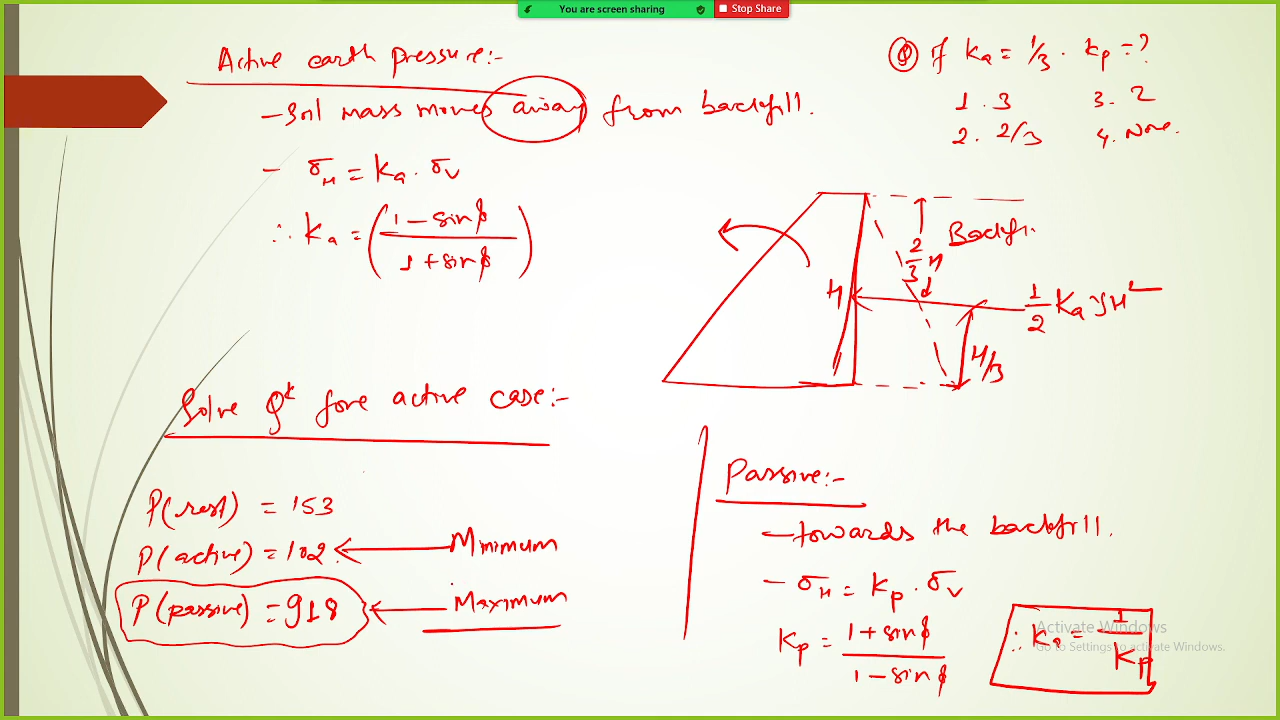 You are screen sharing
Stop Share
Active earth pressure:-
- Soil mass moves away from backfill.
- σH = Ka . σv
∴ Ka = (1 - sinϕ / 1 + sinϕ)
Q If Ka = 1/3 . Kp = ?
1. 3
3. 2
2. 2/3
4. None.
Backfi.
2/3 H
H
1/2 Ka γH²
H/3
Solve Qk fore active case:-
P(rest) = 153
P(active) = 102 ← Minimum
P(passive) = 918 ← Maximum
Passive:-
- towards the backfill.
- σH = Kp . σv
Kp = 1 + sinϕ / 1 - sinϕ
∴ Ka = 1/Kp
Activate Windows
Go to Settings to activate Windows.